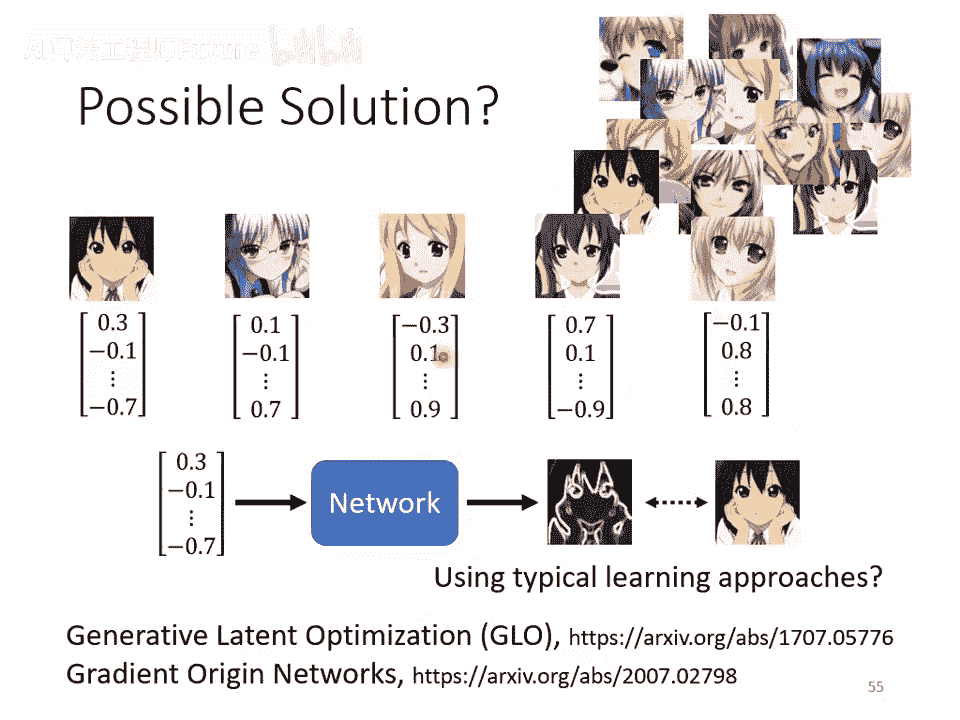 Possible Solution?
0.3 0.1 −0.3 0.7 −0.1
−0.1 −0.1 0.1 0.1 0.8
⋮ ⋮ ⋮ ⋮ ⋮
−0.7 0.7 0.9 −0.9 0.8
0.3
−0.1
⋮
−0.7
Network
Using typical learning approaches?
Generative Latent Optimization (GLO), https://arxiv.org/abs/1707.05776
Gradient Origin Networks, https://arxiv.org/abs/2007.02798
55